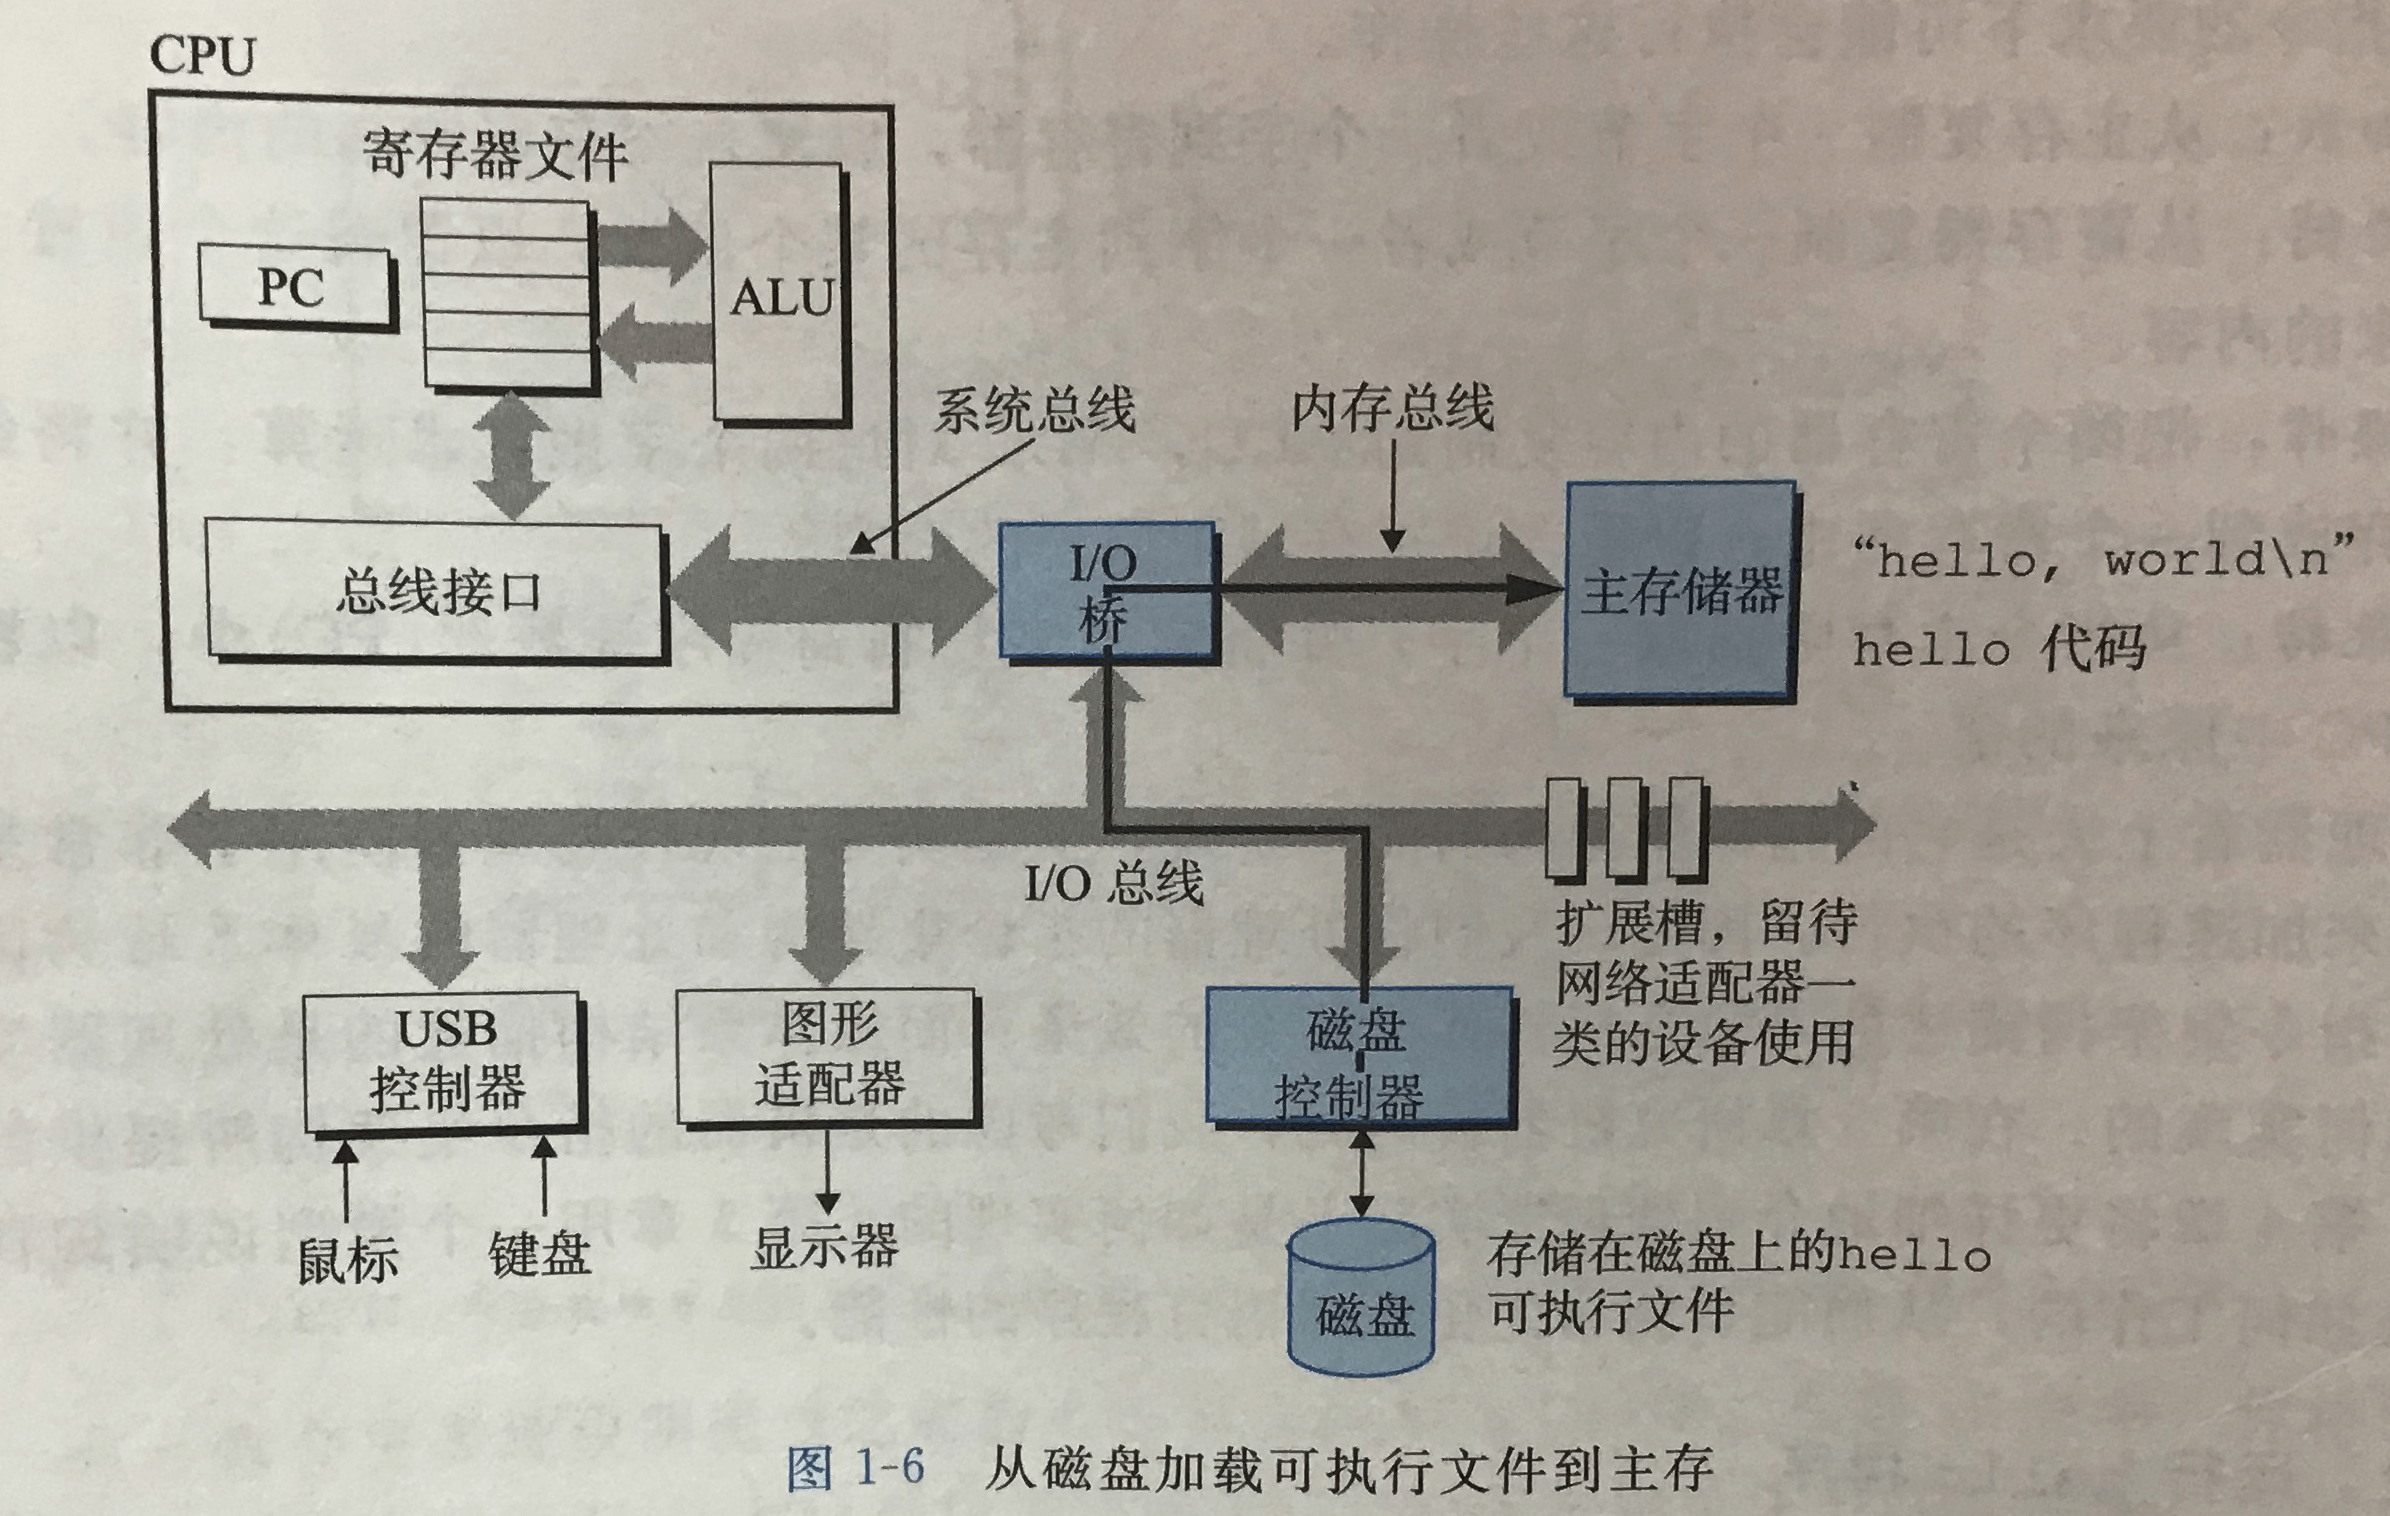 CPU
寄存器文件
PC
ALU
系统总线
内存总线
总线接口
I/O
桥
主存储器
“hello, world\n”
hello 代码
I/O 总线
扩展槽，留待
网络适配器一
类的设备使用
USB
控制器
图形
适配器
磁盘
控制器
鼠标
键盘
显示器
磁盘
存储在磁盘上的hello
可执行文件
图 1-6 从磁盘加载可执行文件到主存